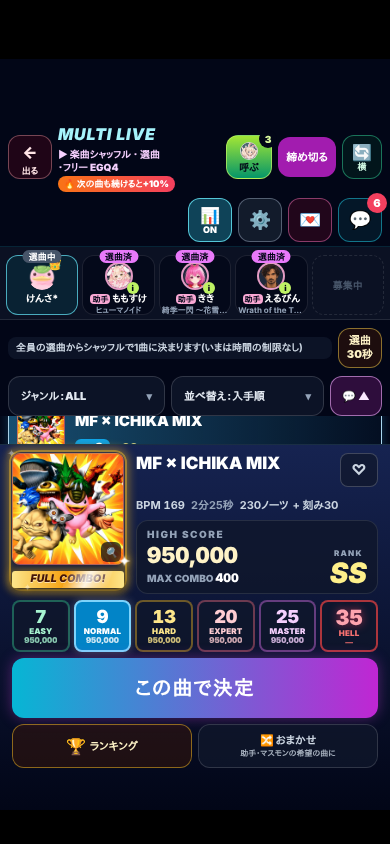 MULTI LIVE
▶ 楽曲シャッフル・選曲
・フリー EGQ4
🔥 次の曲も続けると+10%
← 出る
3
呼ぶ
締め切る
🔄 横
📊 ON
⚙️
💌
💬 6
選曲中
けんさ*
選曲済
助手 ももすけ
ヒューマノイド
選曲済
助手 きき
選曲済
助手 えるびん
Wrath of the T…
募集中
全員の選曲からシャッフルで1曲に決まります(いまは時間の制限なし)
選曲
30秒
ジャンル:ALL ▼
並べ替え:入手順 ▼
💬 ▲
MF × ICHIKA MIX
MF × ICHIKA MIX
♡
BPM 169 2分25秒 230ノーツ + 刻み30
FULL COMBO!
HIGH SCORE
950,000
MAX COMBO 400
RANK
SS
7
EASY
950,000
9
NORMAL
950,000
13
HARD
950,000
20
EXPERT
950,000
25
MASTER
950,000
35
HELL
—
この曲で決定
🏆 ランキング
🔀 おまかせ
助手・マスモンの希望の曲に